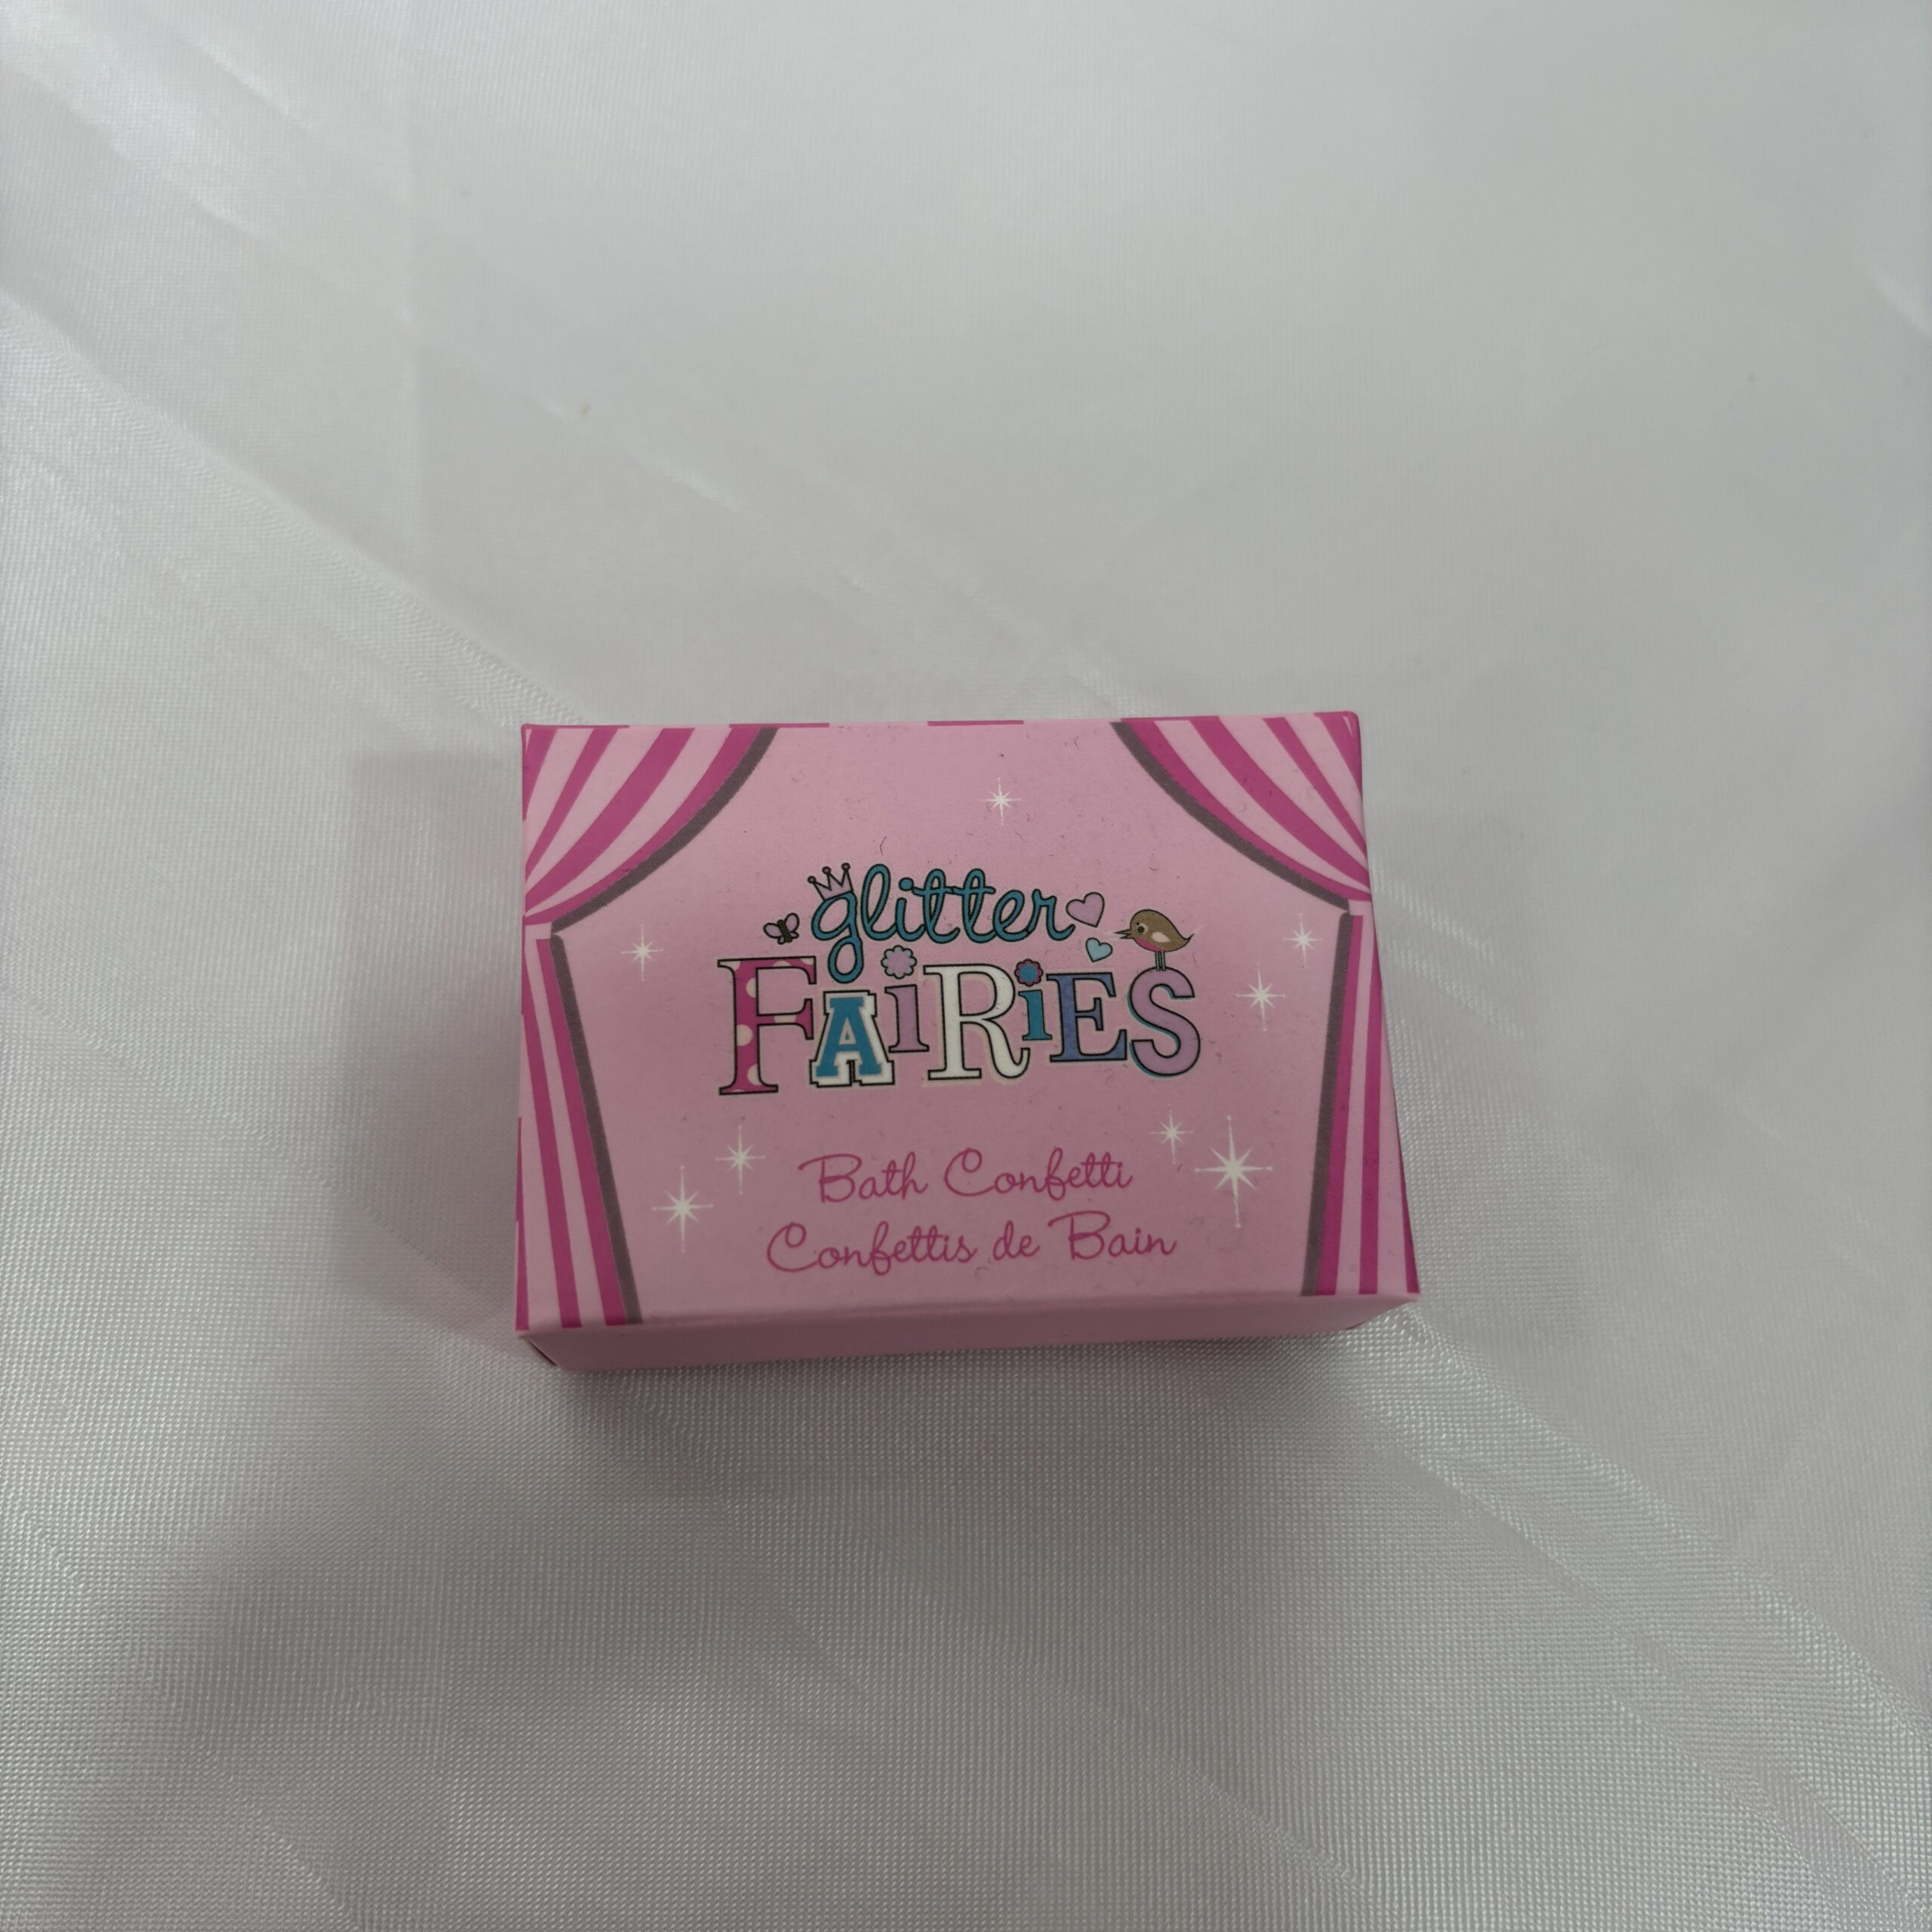 glitter
FAiRiES
Bath Confetti
Confettis de Bain